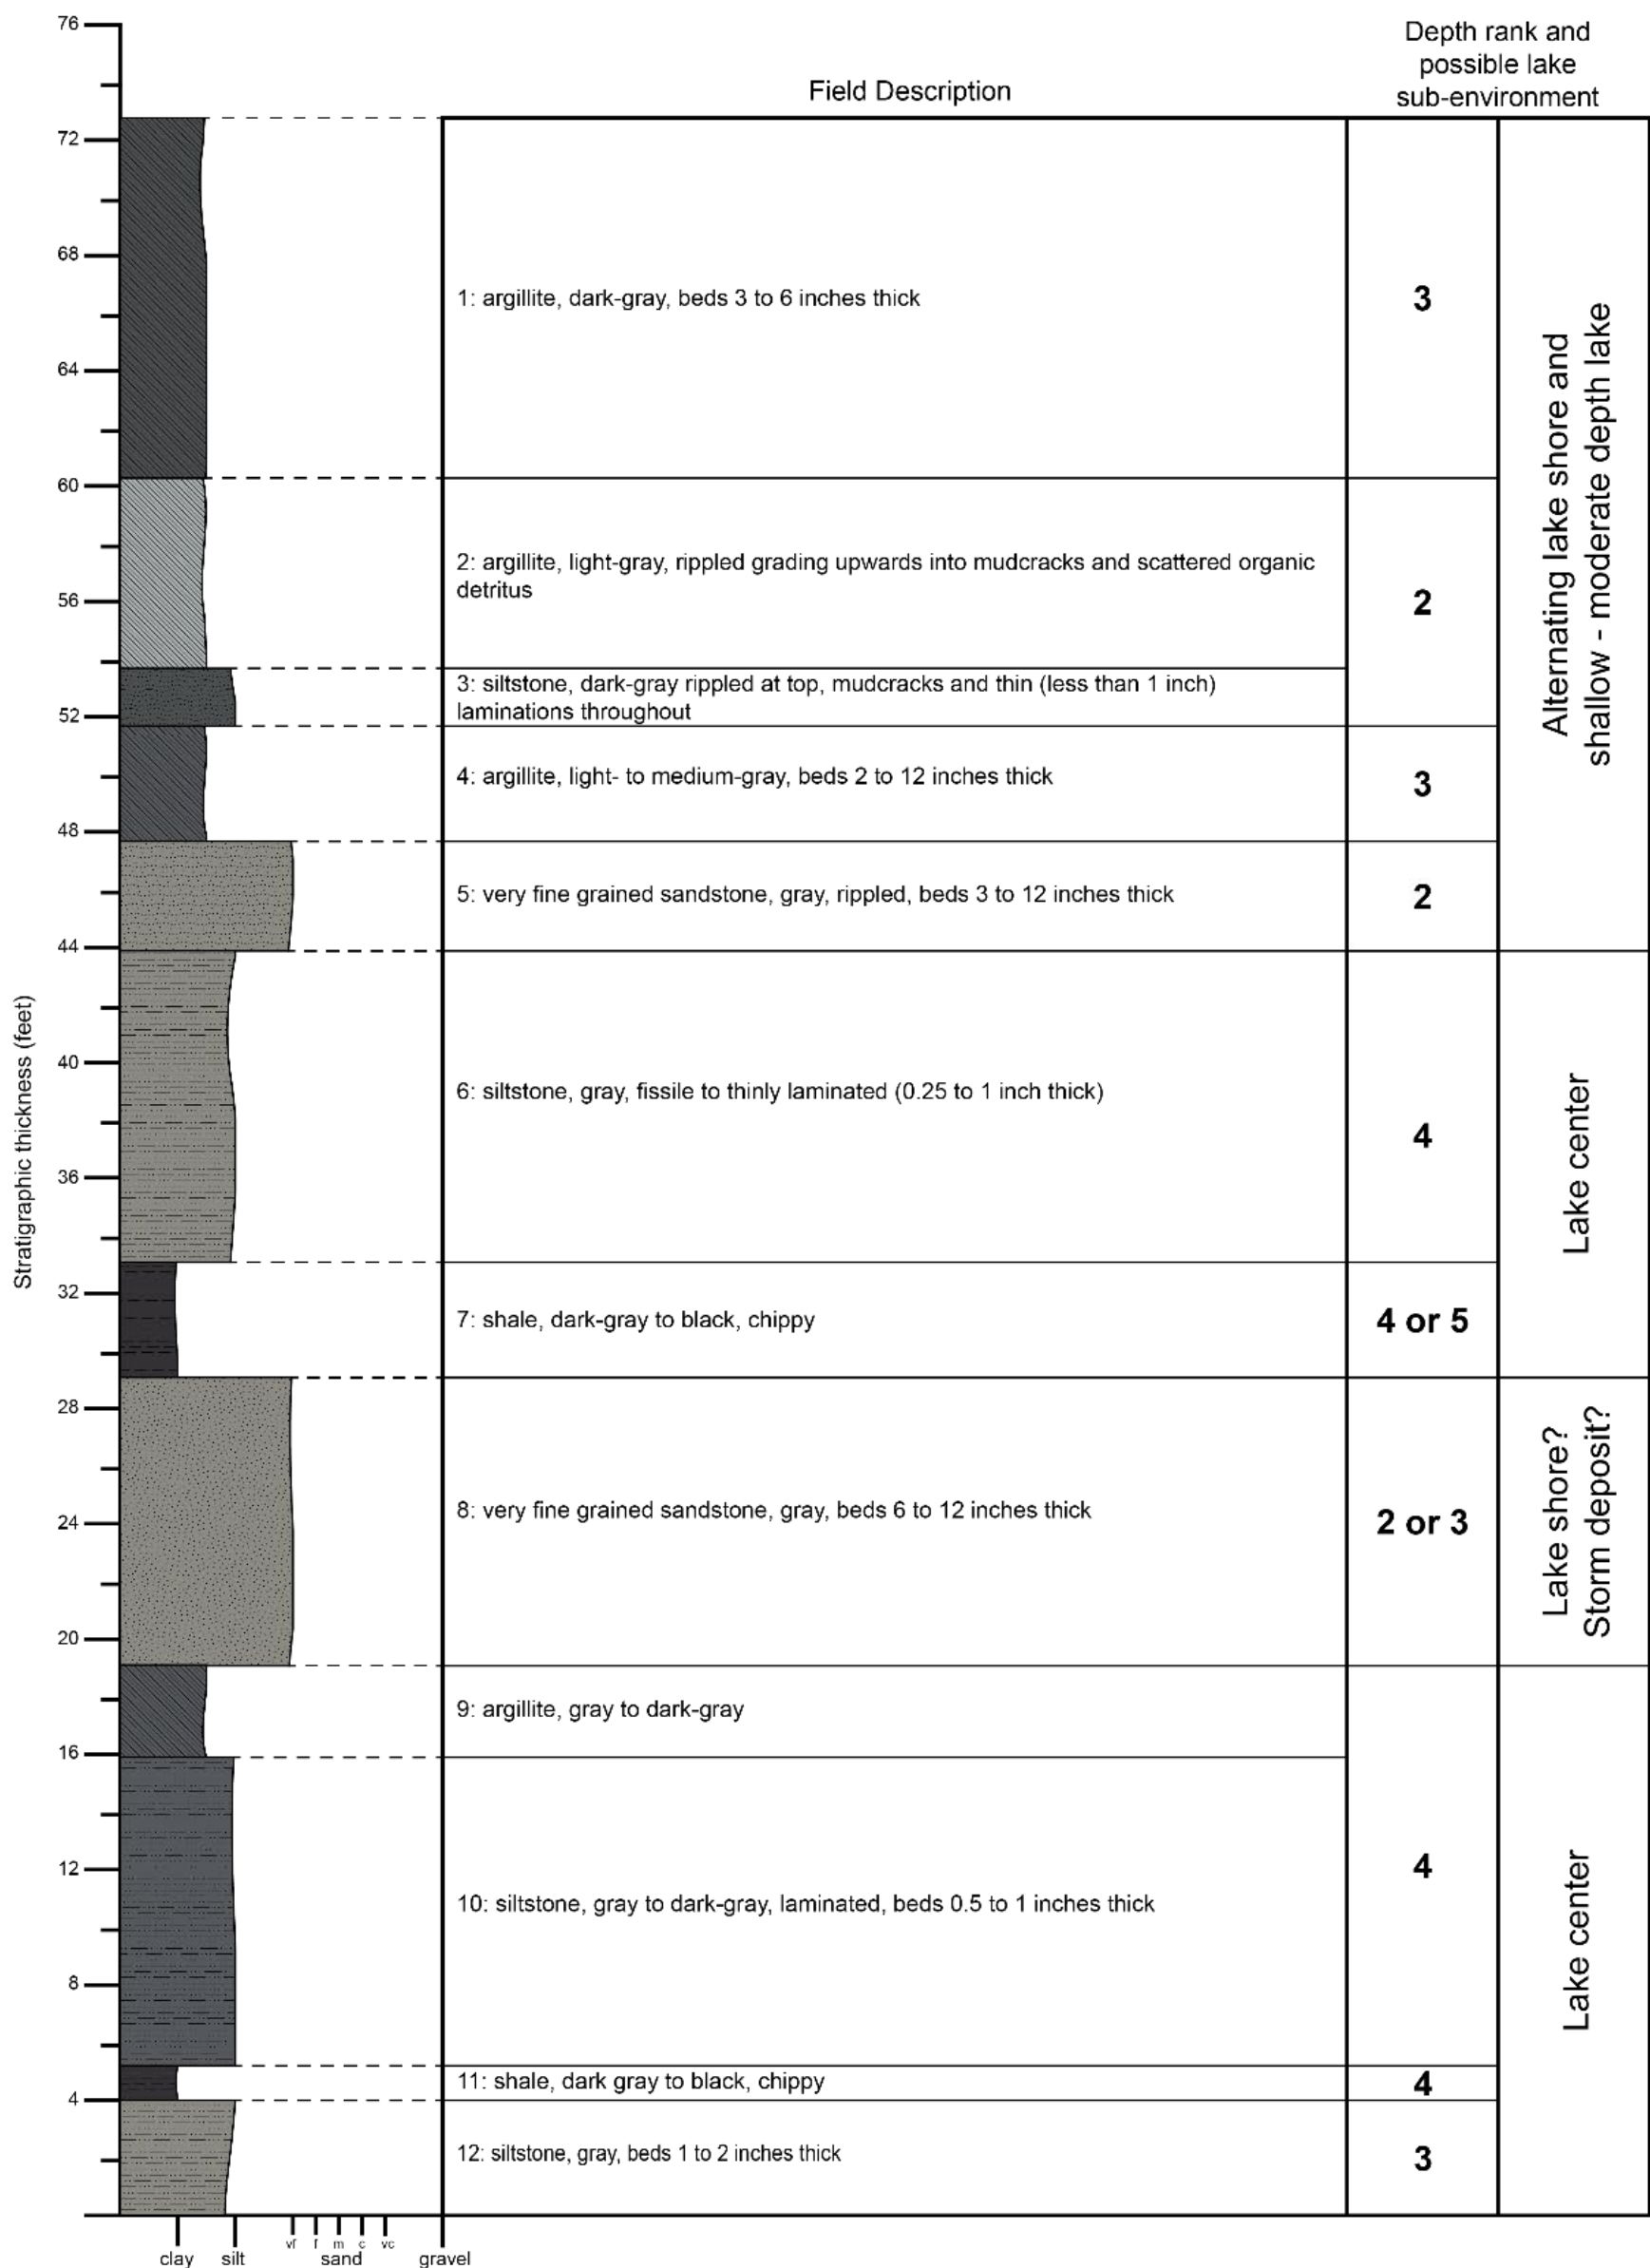 Depth rank and
possible lake
sub-environment
Field Description
Stratigraphic thickness (feet)
76
72
68
64
60
56
52
48
44
40
36
32
28
24
20
16
12
8
4
1: argillite, dark-gray, beds 3 to 6 inches thick
3
2: argillite, light-gray, rippled grading upwards into mudcracks and scattered organic
detritus
2
3: siltstone, dark-gray rippled at top, mudcracks and thin (less than 1 inch)
laminations throughout
4: argillite, light- to medium-gray, beds 2 to 12 inches thick
3
5: very fine grained sandstone, gray, rippled, beds 3 to 12 inches thick
2
Alternating lake shore and
shallow - moderate depth lake
6: siltstone, gray, fissile to thinly laminated (0.25 to 1 inch thick)
4
7: shale, dark-gray to black, chippy
4 or 5
Lake center
8: very fine grained sandstone, gray, beds 6 to 12 inches thick
2 or 3
Lake shore?
Storm deposit?
9: argillite, gray to dark-gray
10: siltstone, gray to dark-gray, laminated, beds 0.5 to 1 inches thick
4
11: shale, dark gray to black, chippy
4
12: siltstone, gray, beds 1 to 2 inches thick
3
Lake center
vf f m c vc
clay silt sand gravel